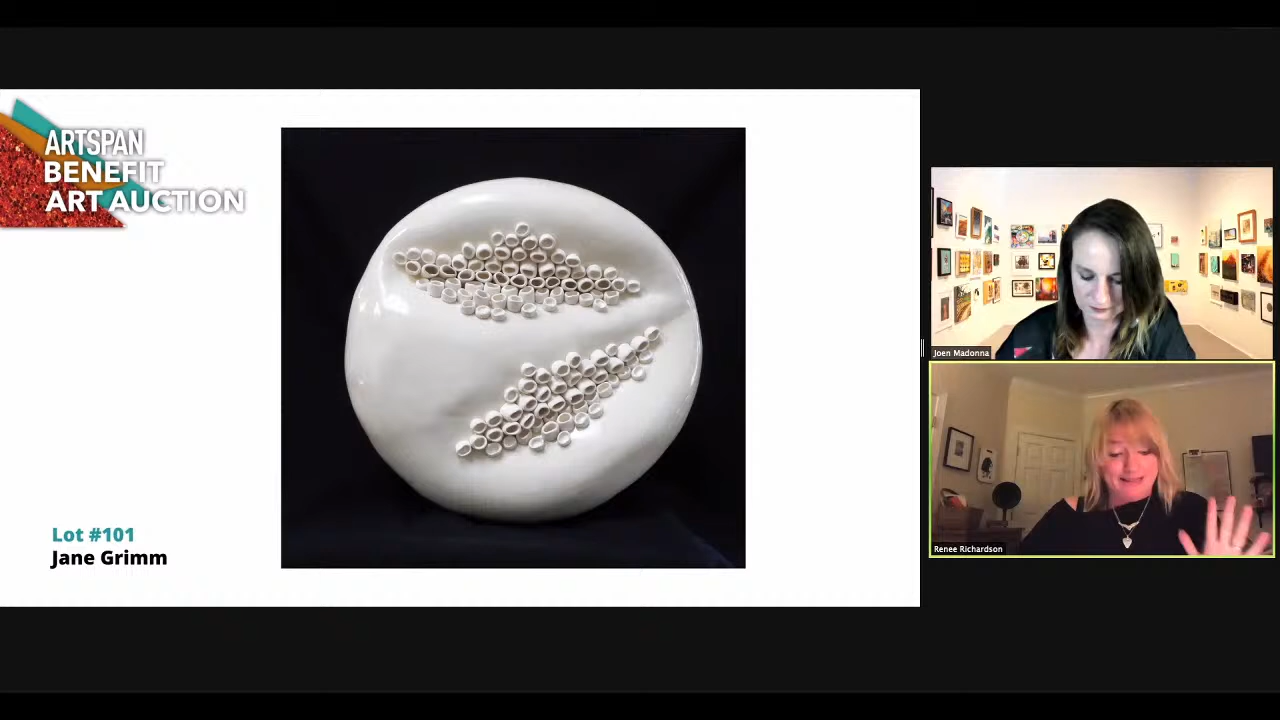 ARTSPAN
BENEFIT
ART AUCTION
Lot #101
Jane Grimm
Joen Madonna
Renee Richardson